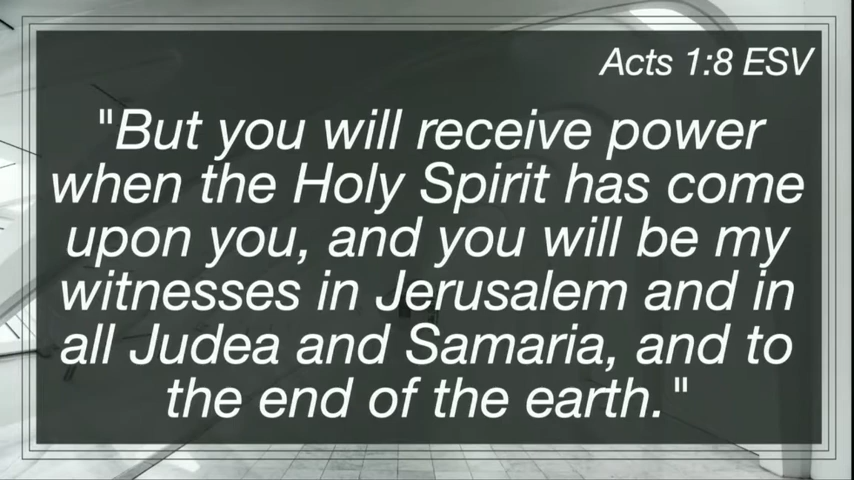 Acts 1:8 ESV
"But you will receive power
when the Holy Spirit has come
upon you, and you will be my
witnesses in Jerusalem and in
all Judea and Samaria, and to
the end of the earth."